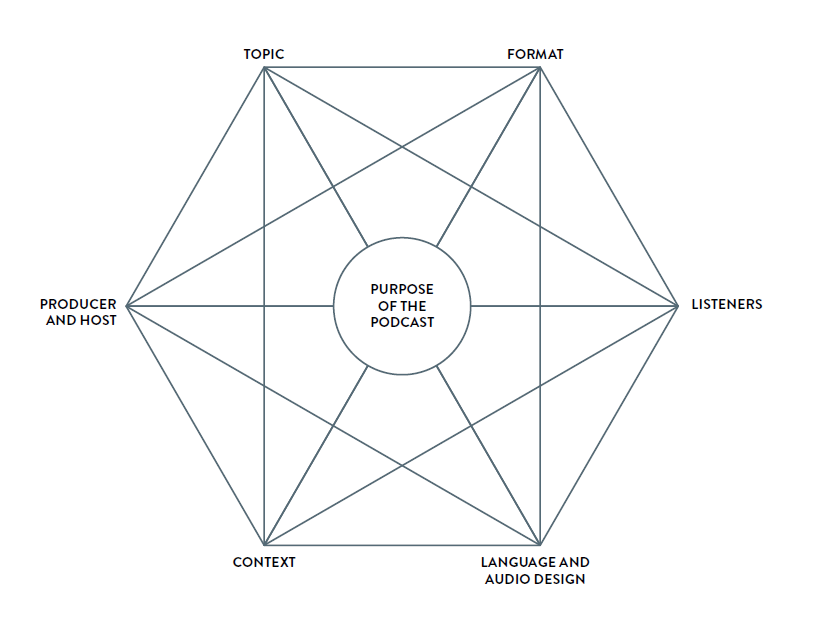 TOPIC
FORMAT
PURPOSE
OF THE
PODCAST
PRODUCER
AND HOST
LISTENERS
CONTEXT
LANGUAGE AND
AUDIO DESIGN